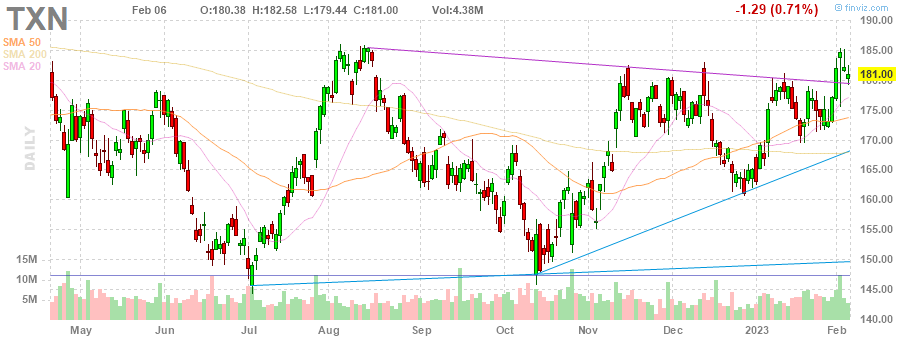 TXN
Feb 06 O:180.38 H:182.58 L:179.44 C:181.00 Vol:4.38M -1.29 (0.71%)
finviz.com
SMA 50
SMA 200
SMA 20
DAILY
190.00
185.00
181.00
175.00
170.00
165.00
160.00
155.00
150.00
145.00
140.00
15M
10M
5M
May Jun Jul Aug Sep Oct Nov Dec 2023 Feb